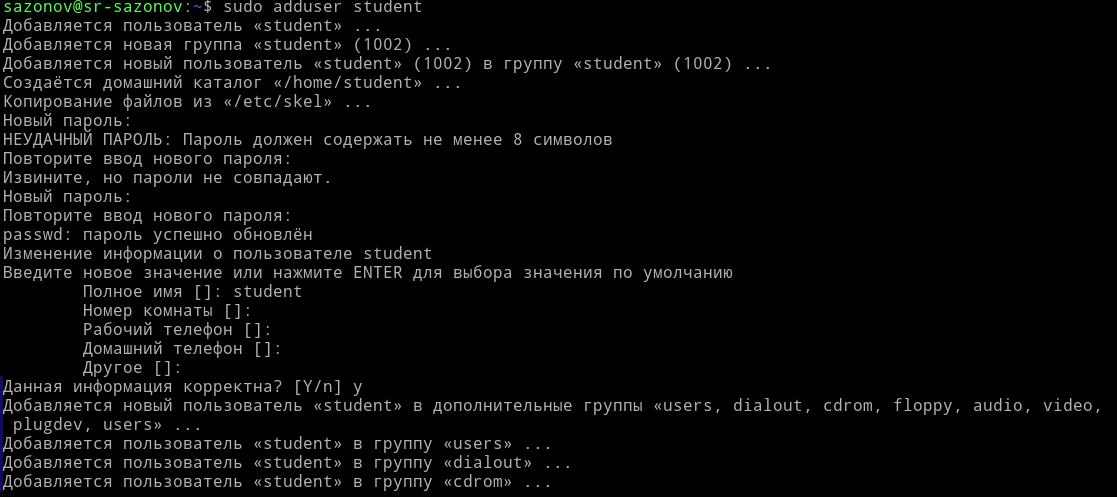 sazonov@sr-sazonov:~$ sudo adduser student
Добавляется пользователь «student» ...
Добавляется новая группа «student» (1002) ...
Добавляется новый пользователь «student» (1002) в группу «student» (1002) ...
Создаётся домашний каталог «/home/student» ...
Копирование файлов из «/etc/skel» ...
Новый пароль:
НЕУДАЧНЫЙ ПАРОЛЬ: Пароль должен содержать не менее 8 символов
Повторите ввод нового пароля:
Извините, но пароли не совпадают.
Новый пароль:
Повторите ввод нового пароля:
passwd: пароль успешно обновлён
Изменение информации о пользователе student
Введите новое значение или нажмите ENTER для выбора значения по умолчанию
Полное имя []: student
Номер комнаты []:
Рабочий телефон []:
Домашний телефон []:
Другое []:
Данная информация корректна? [Y/n] y
Добавляется новый пользователь «student» в дополнительные группы «users, dialout, cdrom, floppy, audio, video,
plugdev, users» ...
Добавляется пользователь «student» в группу «users» ...
Добавляется пользователь «student» в группу «dialout» ...
Добавляется пользователь «student» в группу «cdrom» ...